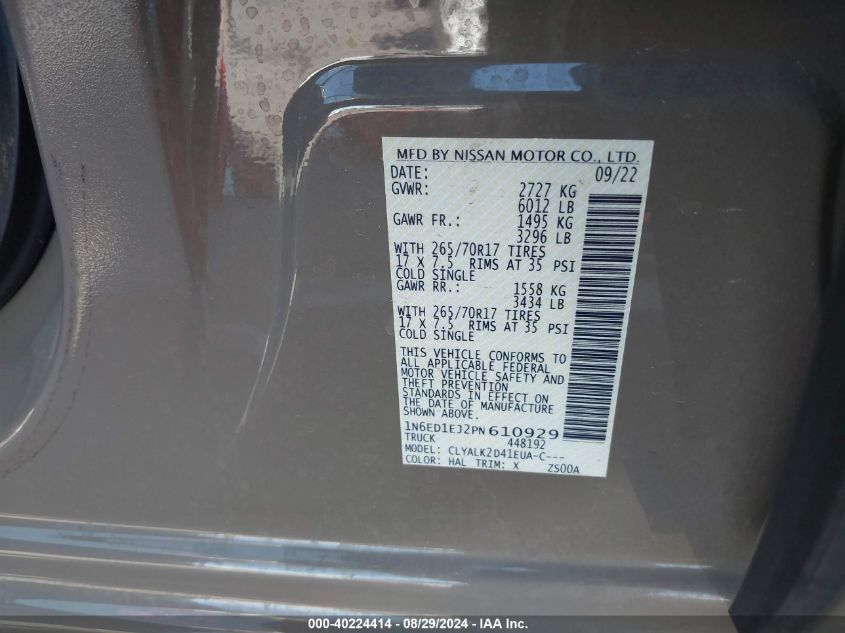 MFD BY NISSAN MOTOR CO., LTD.
DATE: 09/22
GVWR: 2727 KG
6012 LB
GAWR FR.: 1495 KG
3296 LB
WITH 265/70R17 TIRES
17 X 7.5 RIMS AT 35 PSI
COLD SINGLE
GAWR RR.: 1558 KG
3434 LB
WITH 265/70R17 TIRES
17 X 7.5 RIMS AT 35 PSI
COLD SINGLE
THIS VEHICLE CONFORMS TO
ALL APPLICABLE FEDERAL
MOTOR VEHICLE SAFETY AND
THEFT PREVENTION
STANDARDS IN EFFECT ON
THE DATE OF MANUFACTURE
SHOWN ABOVE.
1N6ED1EJ2PN610929
TRUCK 448192
MODEL: CLYALK2D41EUA-C---
COLOR: HAL TRIM: X ZS00A
000-40224414 - 08/29/2024 - IAA Inc.